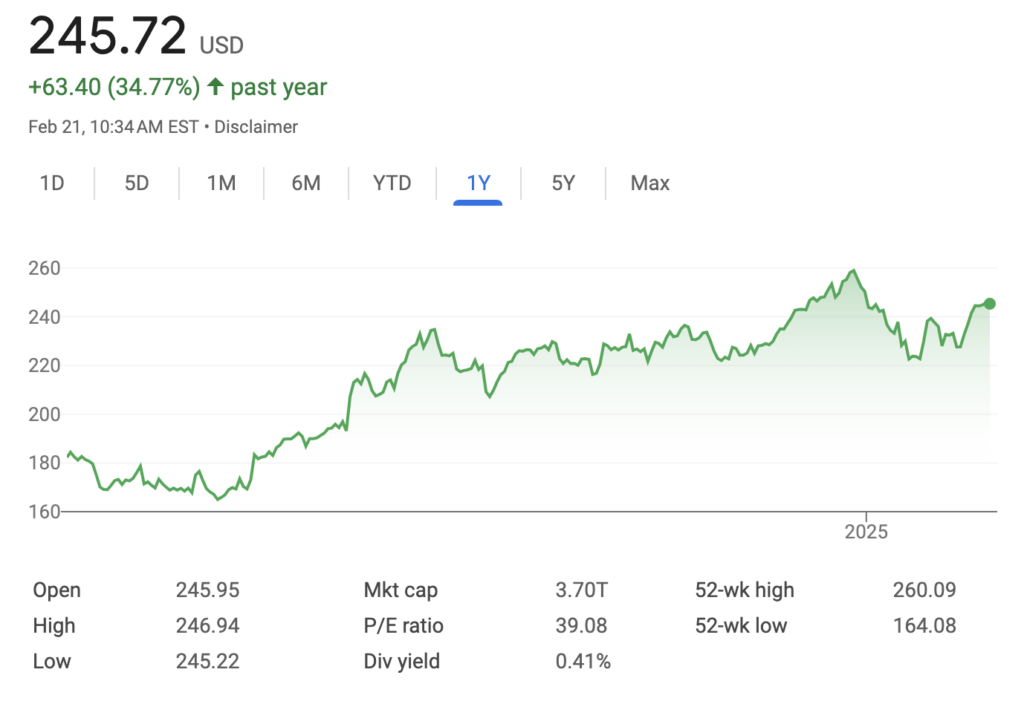 245.72 USD
+63.40 (34.77%) ↑ past year
Feb 21, 10:34 AM EST • Disclaimer
1D 5D 1M 6M YTD 1Y 5Y Max
260
240
220
200
180
160
2025
Open 245.95 Mkt cap 3.70T 52-wk high 260.09
High 246.94 P/E ratio 39.08 52-wk low 164.08
Low 245.22 Div yield 0.41%